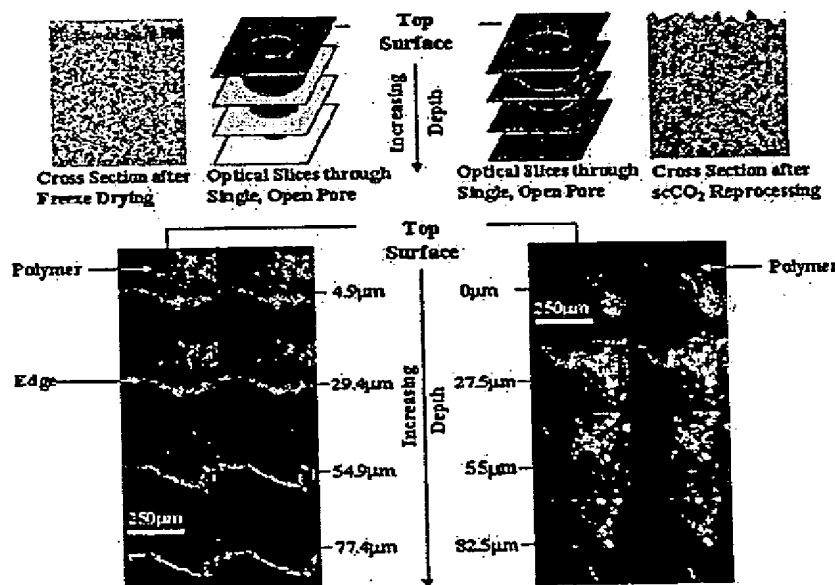 Top
Surface
Increasing
Depth
Cross Section after
Freeze Drying
Optical Slices through
Single, Open Pore
Optical Slices through
Single, Open Pore
Cross Section after
scCO₂ Reprocessing
Top
Surface
Polymer
Polymer
4.9µm
0µm
250µm
Edge
29.4µm
27.5µm
Increasing
Depth
54.9µm
55µm
250µm
77.4µm
82.5µm